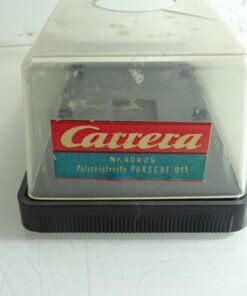 Carrera
Nr. 40429
Polizeistreife PORSCHE 911